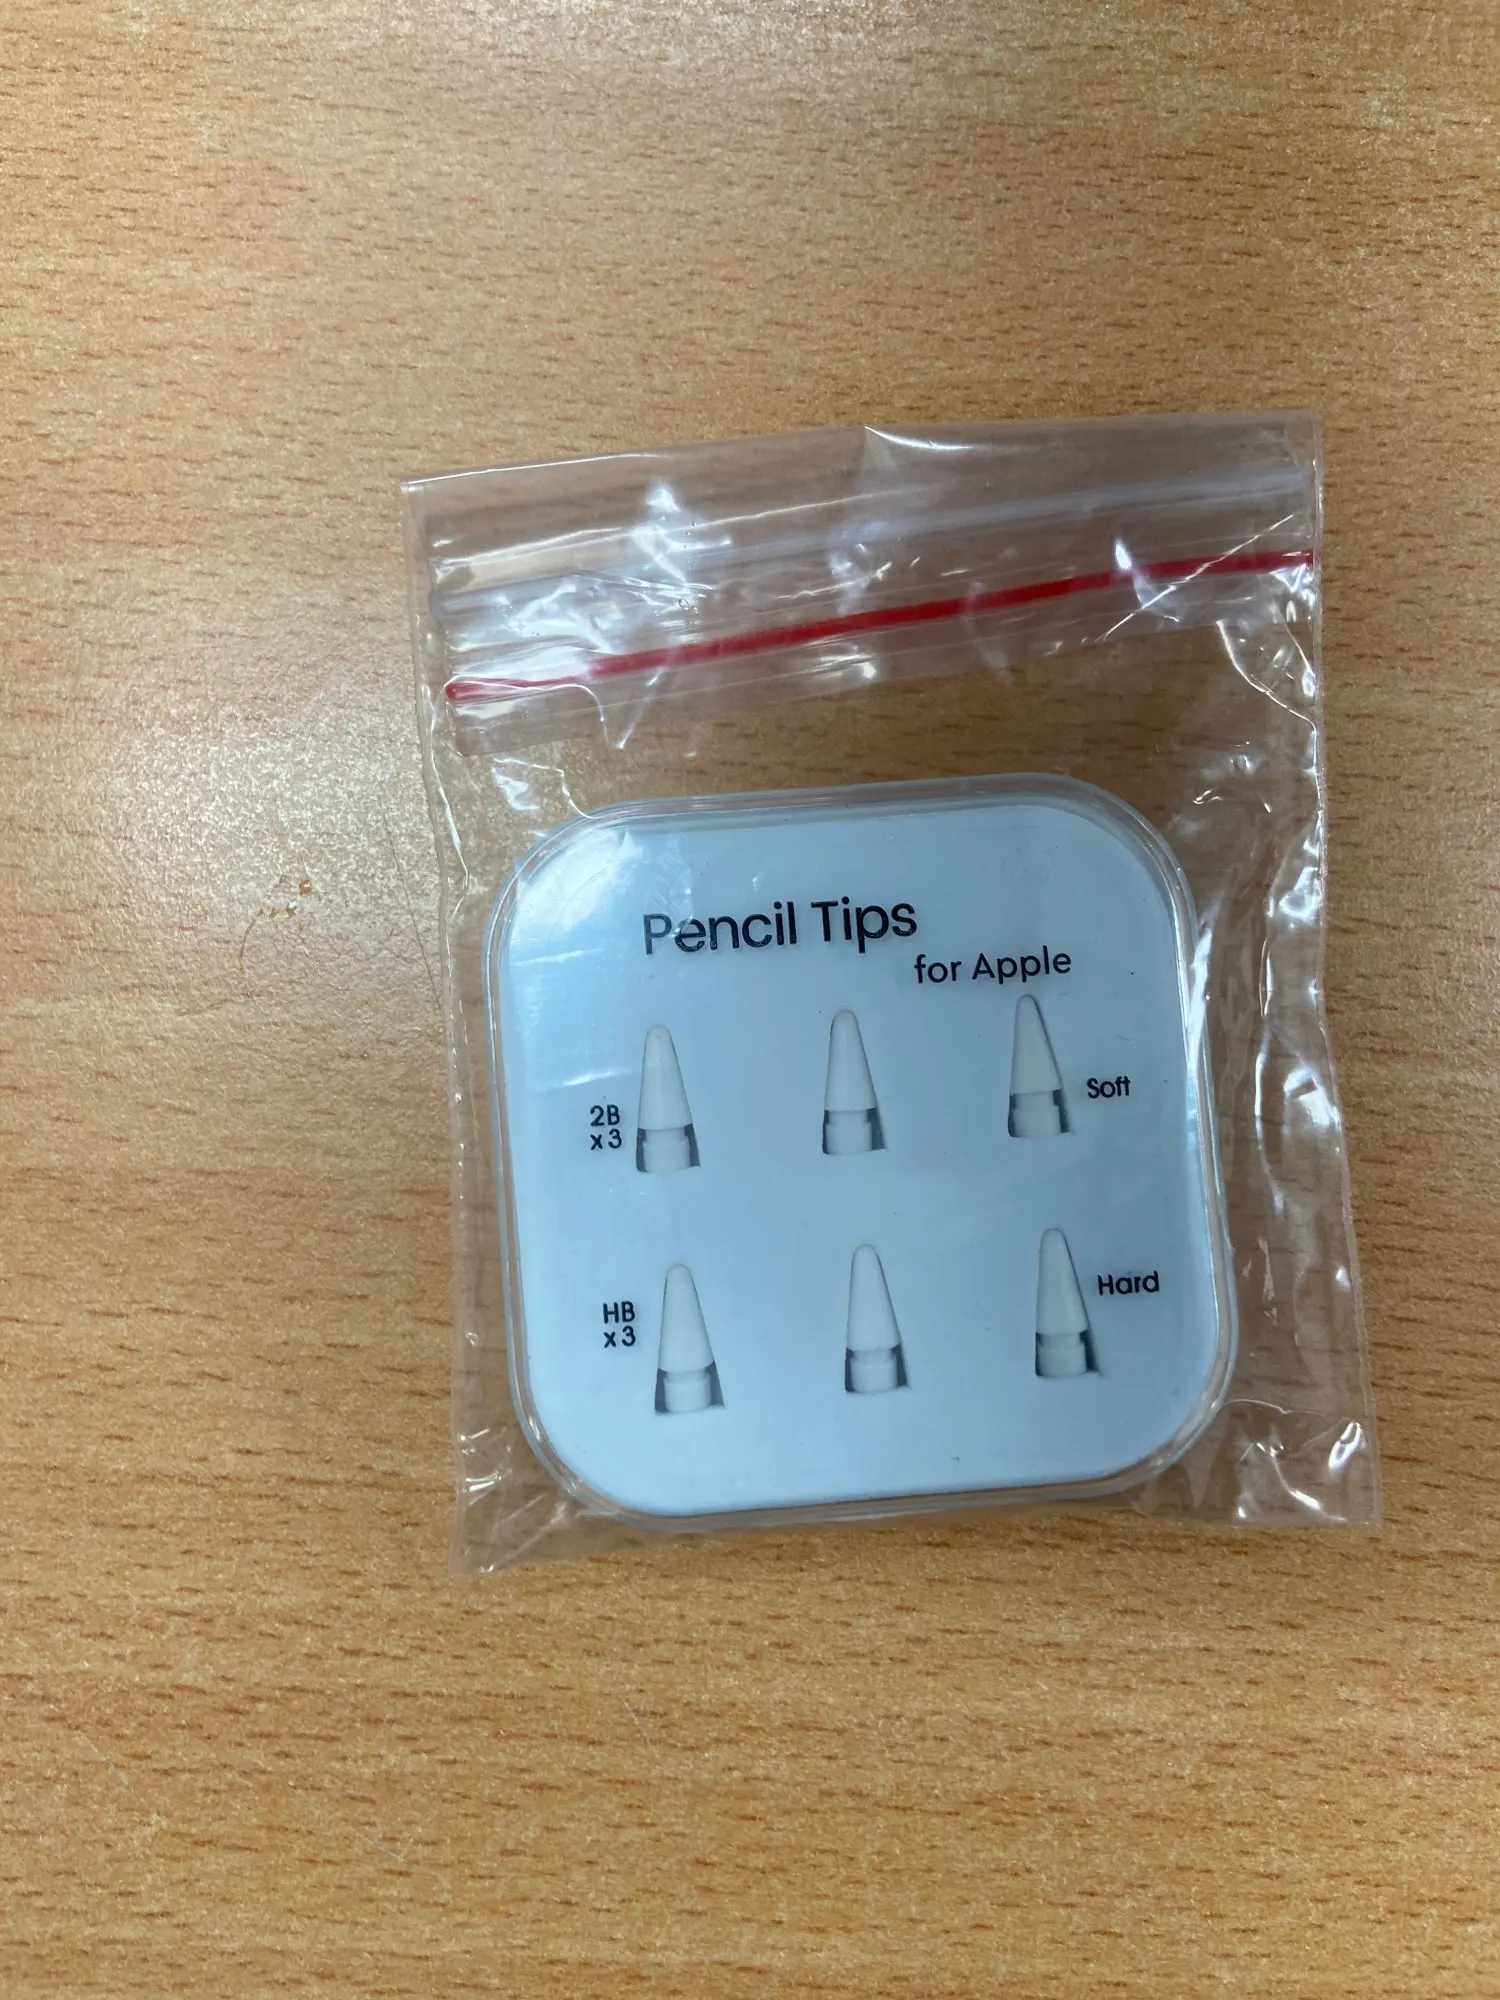 Pencil Tips
for Apple
2B
x3
Soft
HB
x3
Hard